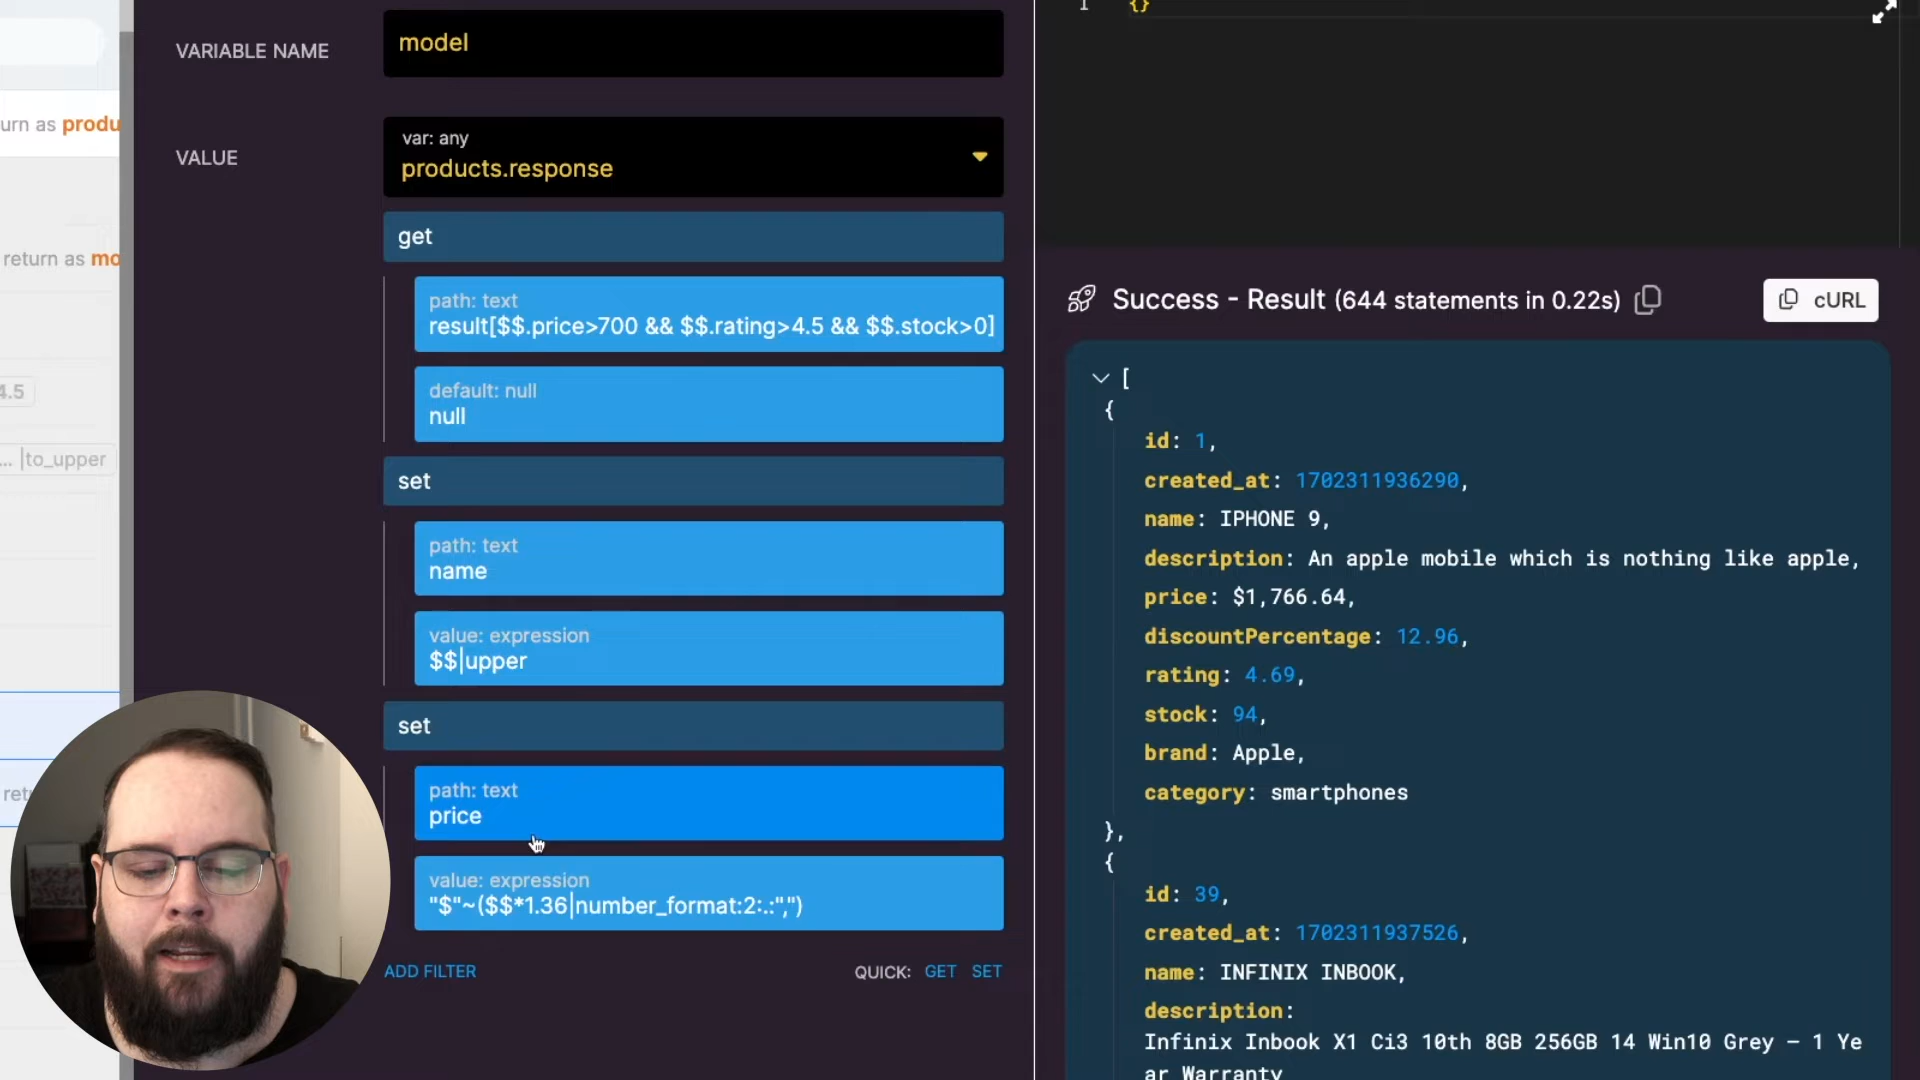 urn as produ
return as mo
4.5
... |to_upper
retu
VARIABLE NAME
model
VALUE
var: any
products.response
get
path: text
result[$$.price>700 && $$.rating>4.5 && $$.stock>0]
default: null
null
set
path: text
name
value: expression
$$|upper
set
path: text
price
value: expression
"$"~($$*1.36|number_format:2:.:",")
ADD FILTER
QUICK: GET SET
1 {}
Success - Result (644 statements in 0.22s)
cURL
[
{
id: 1,
created_at: 1702311936290,
name: IPHONE 9,
description: An apple mobile which is nothing like apple,
price: $1,766.64,
discountPercentage: 12.96,
rating: 4.69,
stock: 94,
brand: Apple,
category: smartphones
},
{
id: 39,
created_at: 1702311937526,
name: INFINIX INBOOK,
description:
Infinix Inbook X1 Ci3 10th 8GB 256GB 14 Win10 Grey – 1 Ye
ar Warranty